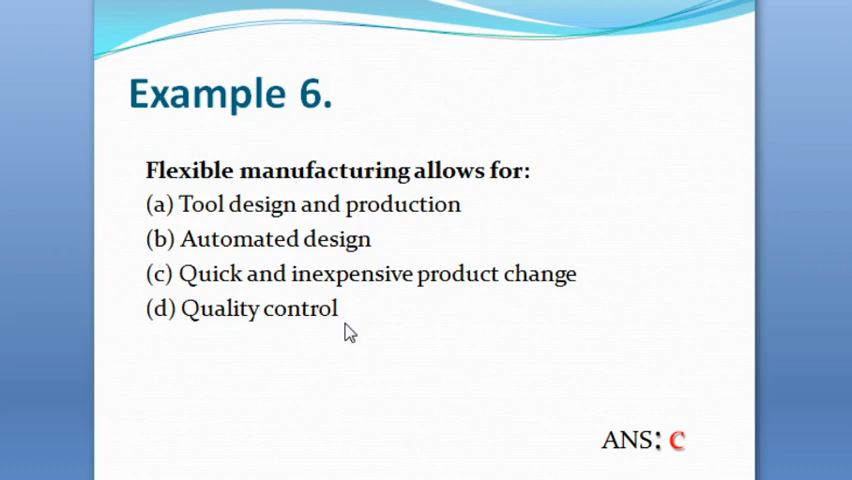 Example 6.
Flexible manufacturing allows for:
(a) Tool design and production
(b) Automated design
(c) Quick and inexpensive product change
(d) Quality control
ANS: C